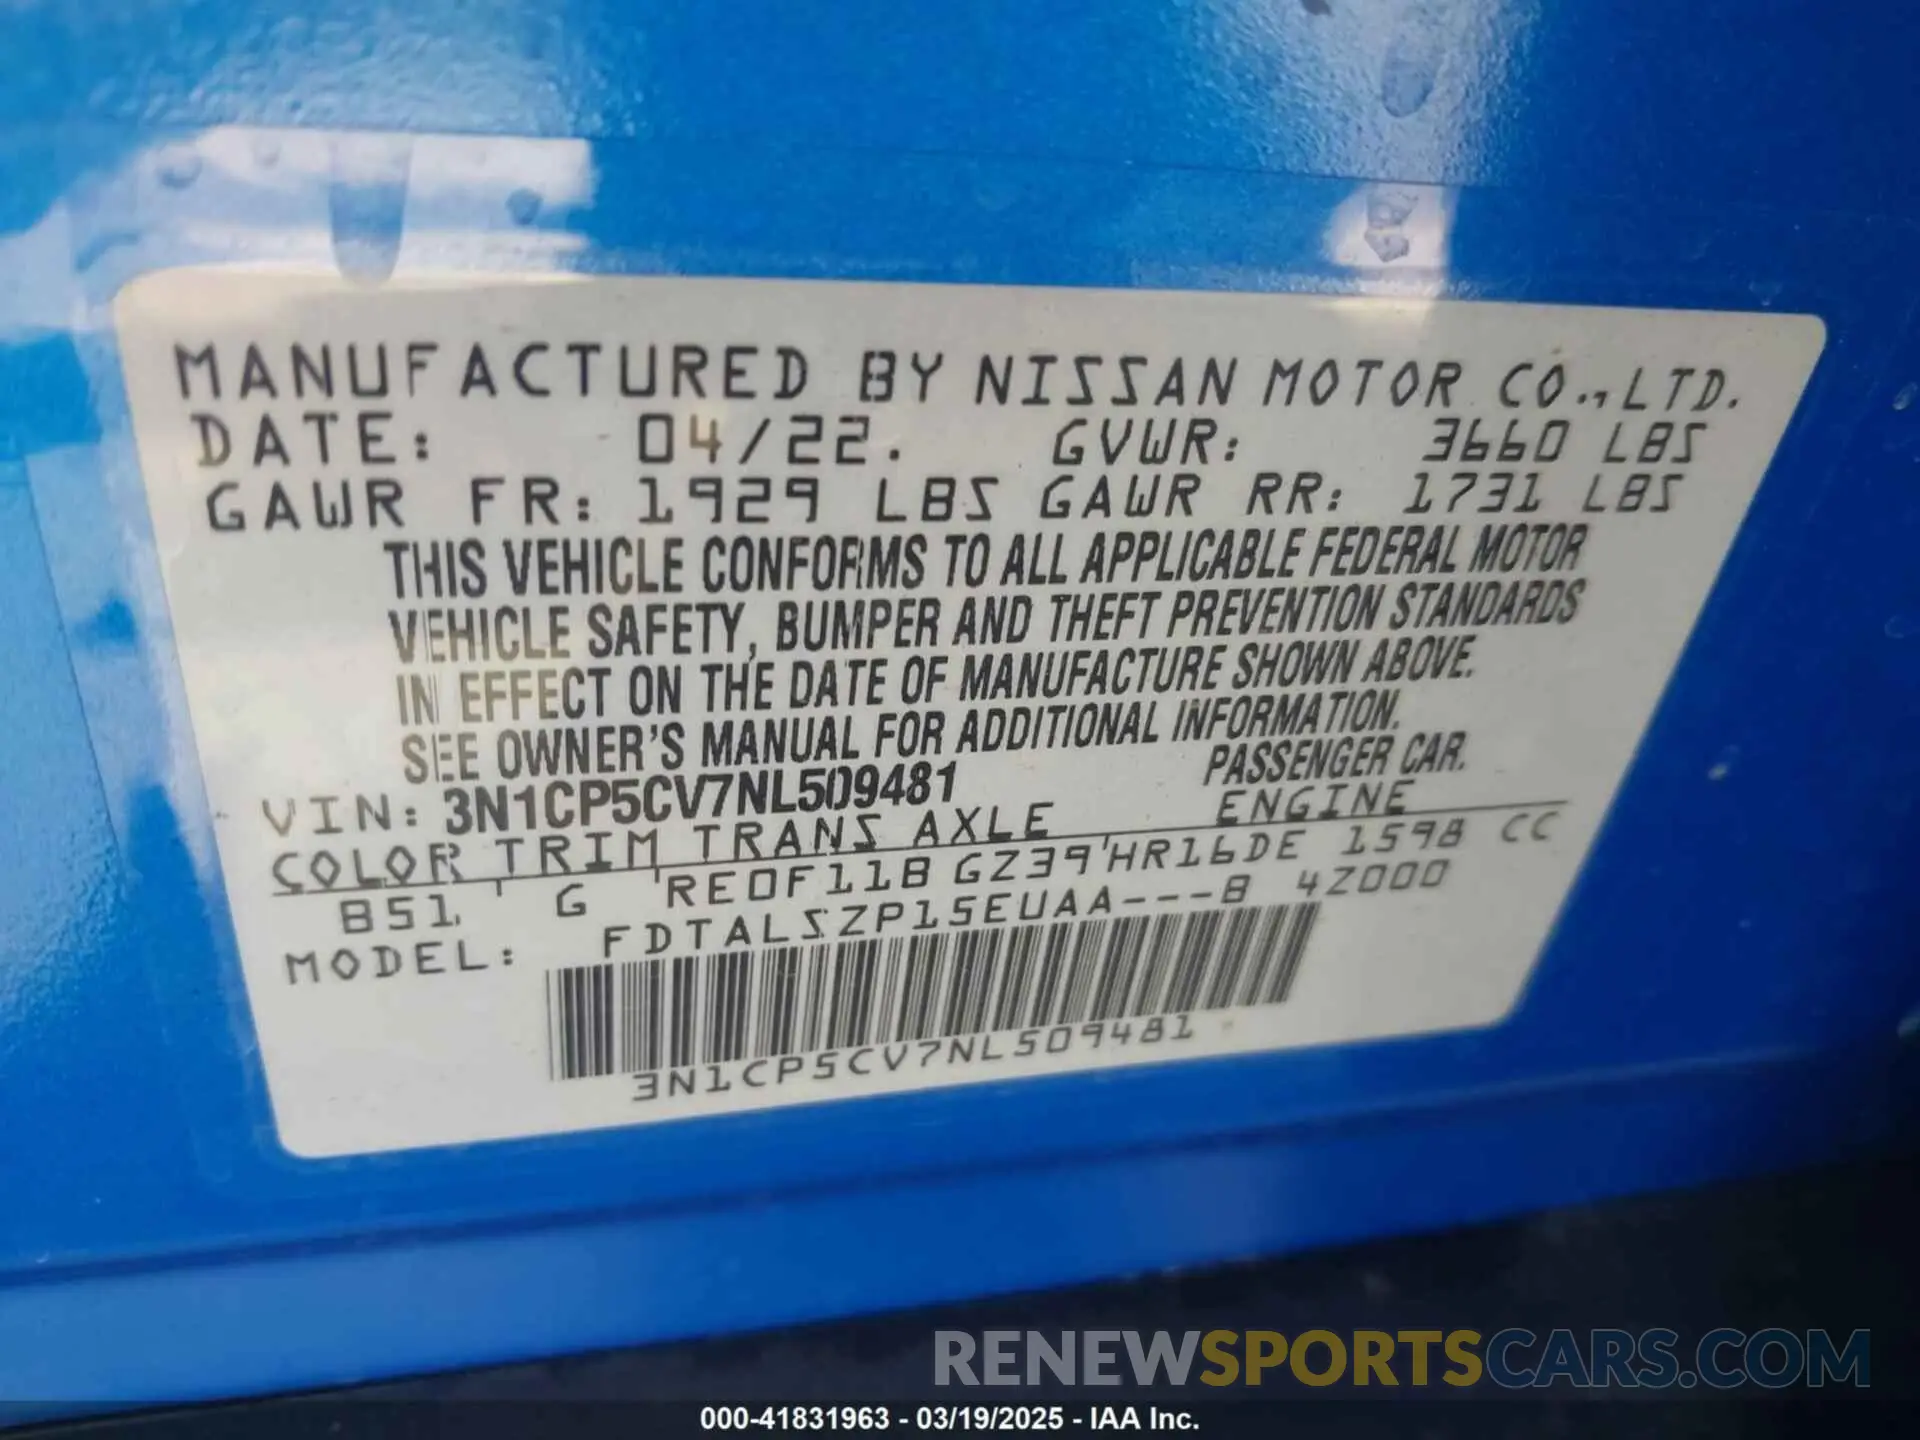 MANUFACTURED BY NISSAN MOTOR CO.,LTD.
DATE: 04/22. GVWR: 3660 LBS
GAWR FR: 1929 LBS GAWR RR: 1731 LBS
THIS VEHICLE CONFORMS TO ALL APPLICABLE FEDERAL MOTOR
VEHICLE SAFETY, BUMPER AND THEFT PREVENTION STANDARDS
IN EFFECT ON THE DATE OF MANUFACTURE SHOWN ABOVE.
SEE OWNER'S MANUAL FOR ADDITIONAL INFORMATION.
VIN: 3N1CP5CV7NL509481 PASSENGER CAR.
COLOR TRIM TRANS AXLE ENGINE
B51 G RE0F11B GZ39 HR16DE 1598 CC
MODEL: FDTALSZP15EUAA---B 4Z000
3N1CP5CV7NL509481
RENEWSPORTSCARS.COM
000-41831963 - 03/19/2025 - IAA Inc.